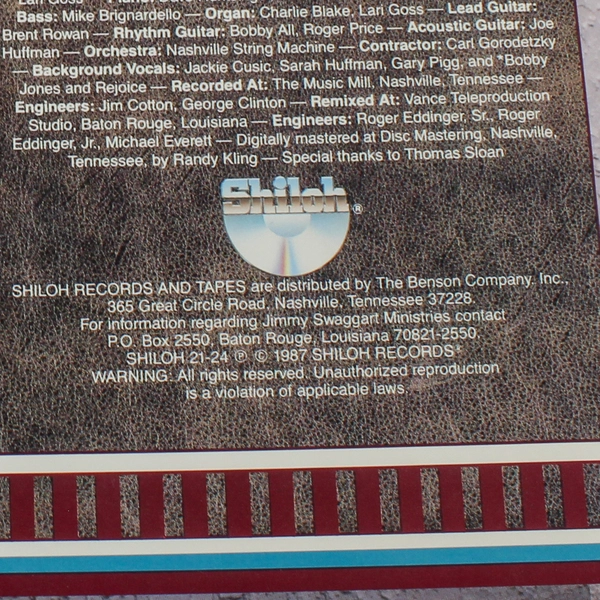 Bass: Mike Brignardello — Organ: Charlie Blake, Lari Goss — Lead Guitar:
Brent Rowan — Rhythm Guitar: Bobby All, Roger Price — Acoustic Guitar: Joe
Huffman — Orchestra: Nashville String Machine — Contractor: Carl Gorodetzky
— Background Vocals: Jackie Cusic, Sarah Huffman, Gary Pigg, and *Bobby
Jones and Rejoice — Recorded At: The Music Mill, Nashville, Tennessee —
Engineers: Jim Cotton, George Clinton — Remixed At: Vance Teleproduction
Studio, Baton Rouge, Louisiana — Engineers: Roger Eddinger, Sr., Roger
Eddinger, Jr., Michael Everett — Digitally mastered at Disc Mastering, Nashville,
Tennessee, by Randy Kling — Special thanks to Thomas Sloan
Shiloh®
SHILOH RECORDS AND TAPES are distributed by The Benson Company, Inc.,
365 Great Circle Road, Nashville, Tennessee 37228.
For information regarding Jimmy Swaggart Ministries contact
P.O. Box 2550, Baton Rouge, Louisiana 70821-2550.
SHILOH 21-24 ℗ © 1987 SHILOH RECORDS
WARNING: All rights reserved. Unauthorized reproduction
is a violation of applicable laws.